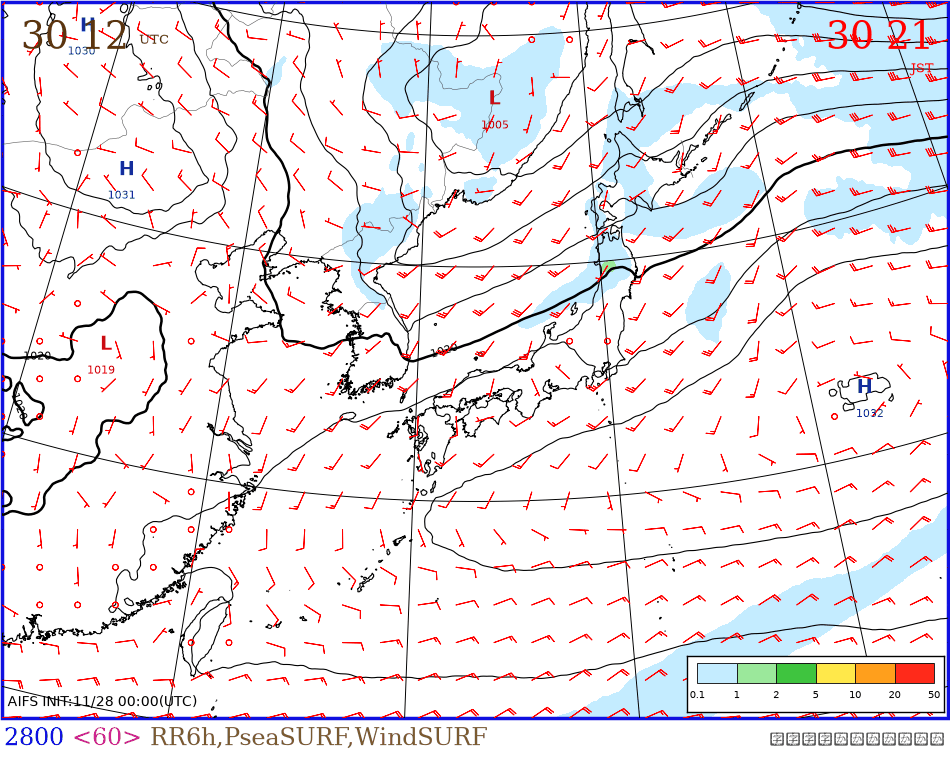 30 12 UTC
30 21
JST
H
1030
L
1005
H
1031
L
1019
1020
1020
1020
H
1032
0.1 1 2 5 10 20 50
AIFS INIT:11/28 00:00(UTC)
2800 <60> RR6h,PseaSURF,WindSURF